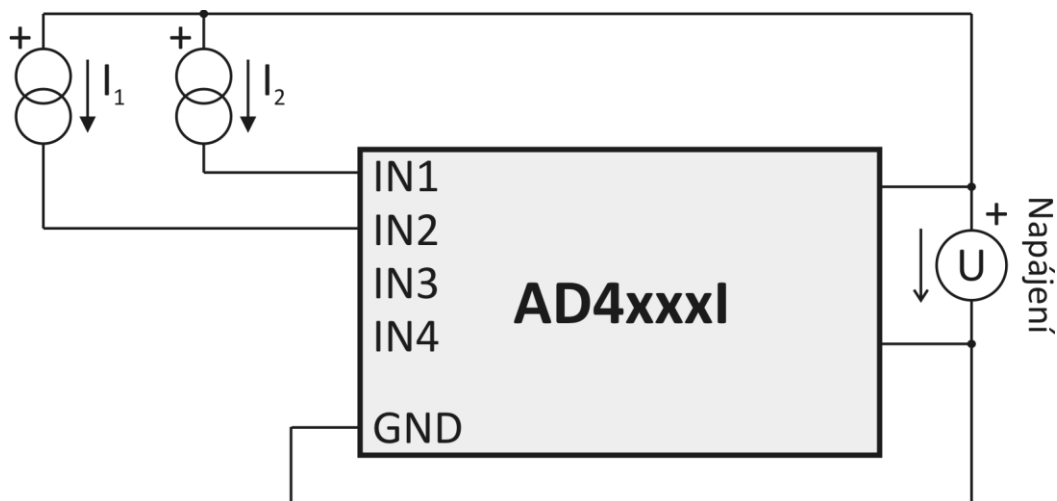 +
I₁
+
I₂
IN1
IN2
IN3
IN4
GND
AD4xxxI
+
U
Napájení